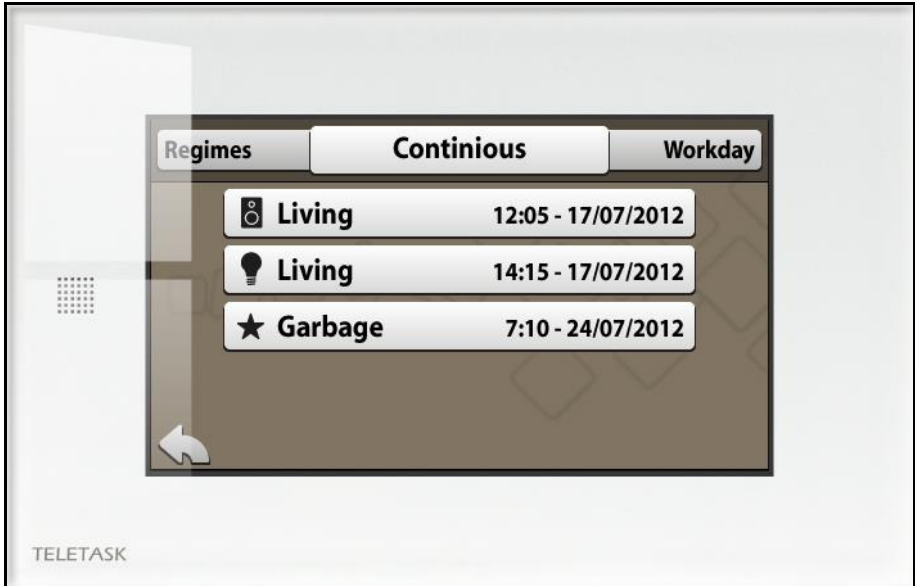 Regimes Continious Workday
Living 12:05 - 17/07/2012
Living 14:15 - 17/07/2012
Garbage 7:10 - 24/07/2012
TELETASK